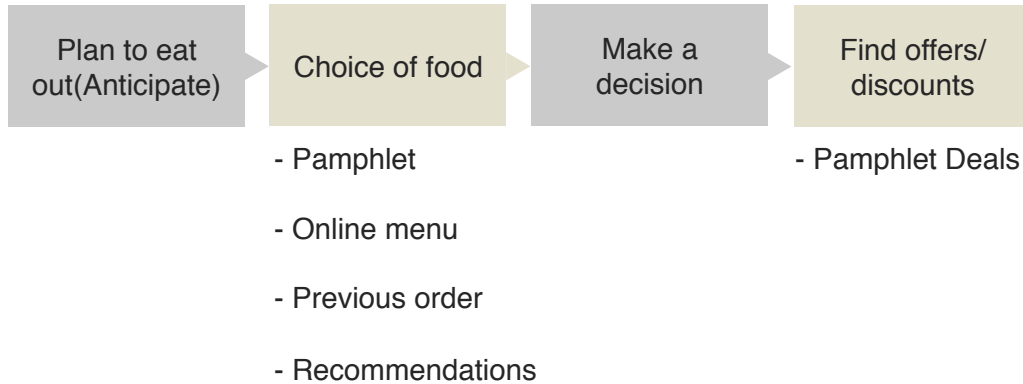 Plan to eat
out(Anticipate)
Choice of food
- Pamphlet
- Online menu
- Previous order
- Recommendations
Make a
decision
Find offers/
discounts
- Pamphlet Deals